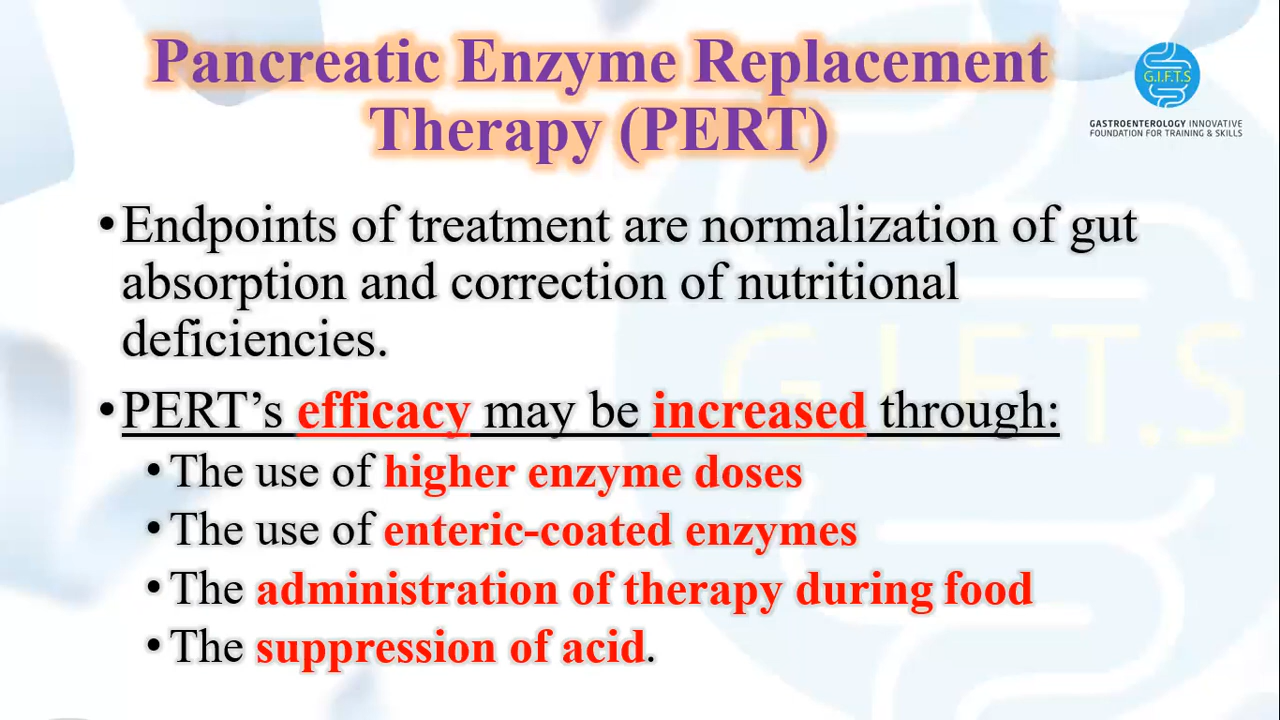 Pancreatic Enzyme Replacement
Therapy (PERT)
G.I.F.T.S
GASTROENTEROLOGY INNOVATIVE
FOUNDATION FOR TRAINING & SKILLS
•Endpoints of treatment are normalization of gut
absorption and correction of nutritional
deficiencies.
•PERT’s efficacy may be increased through:
•The use of higher enzyme doses
•The use of enteric-coated enzymes
•The administration of therapy during food
•The suppression of acid.
G.I.F.T.S